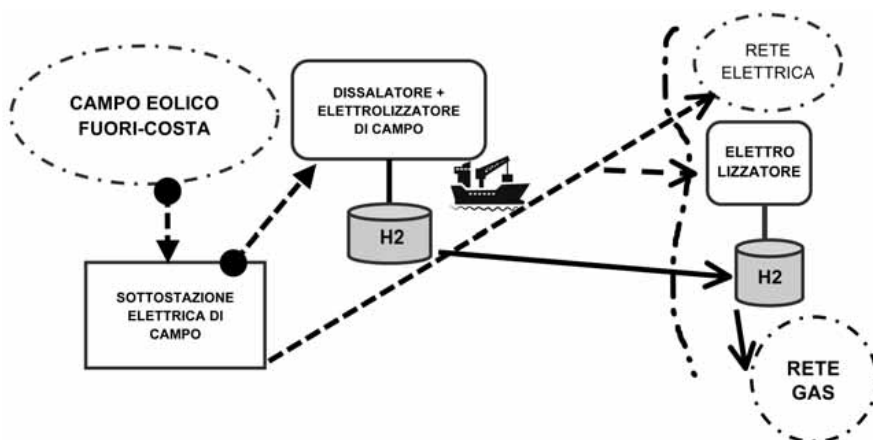 CAMPO EOLICO
FUORI-COSTA
DISSALATORE +
ELETTROLIZZATORE
DI CAMPO
RETE
ELETTRICA
ELETTRO
LIZZATORE
H2
H2
SOTTOSTAZIONE
ELETTRICA DI
CAMPO
RETE
GAS